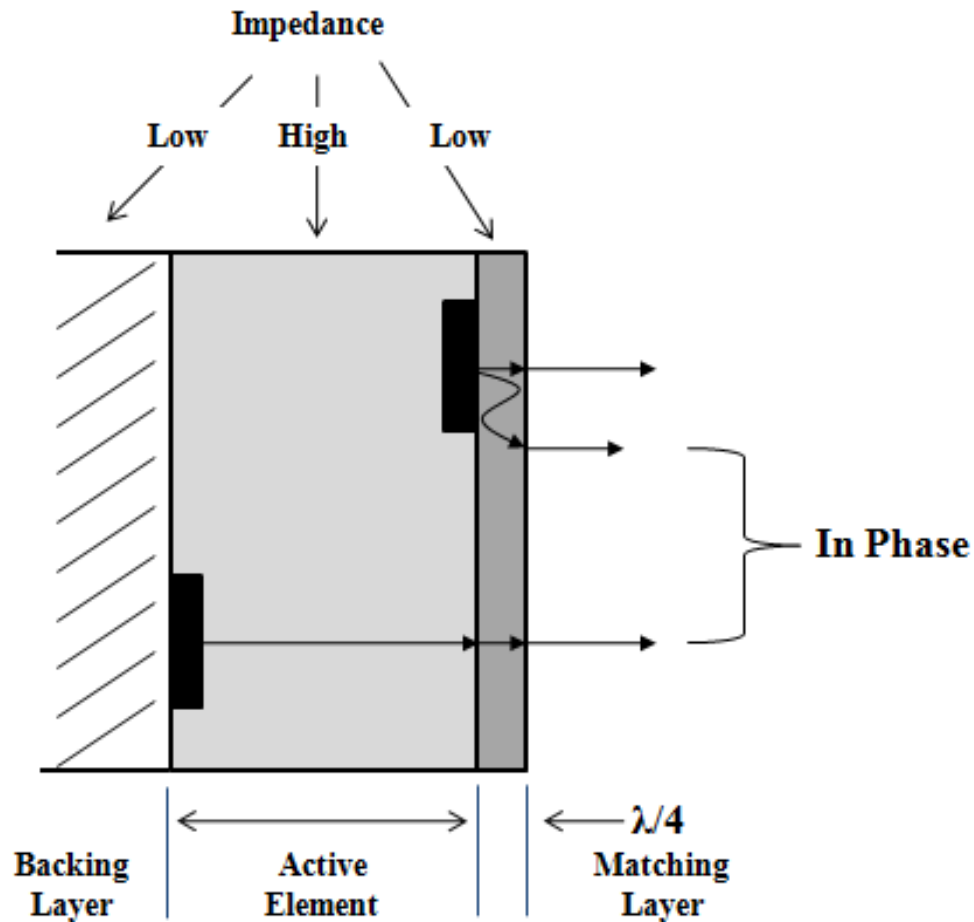 Impedance
Low High Low
In Phase
λ/4
Backing Active Matching
Layer Element Layer